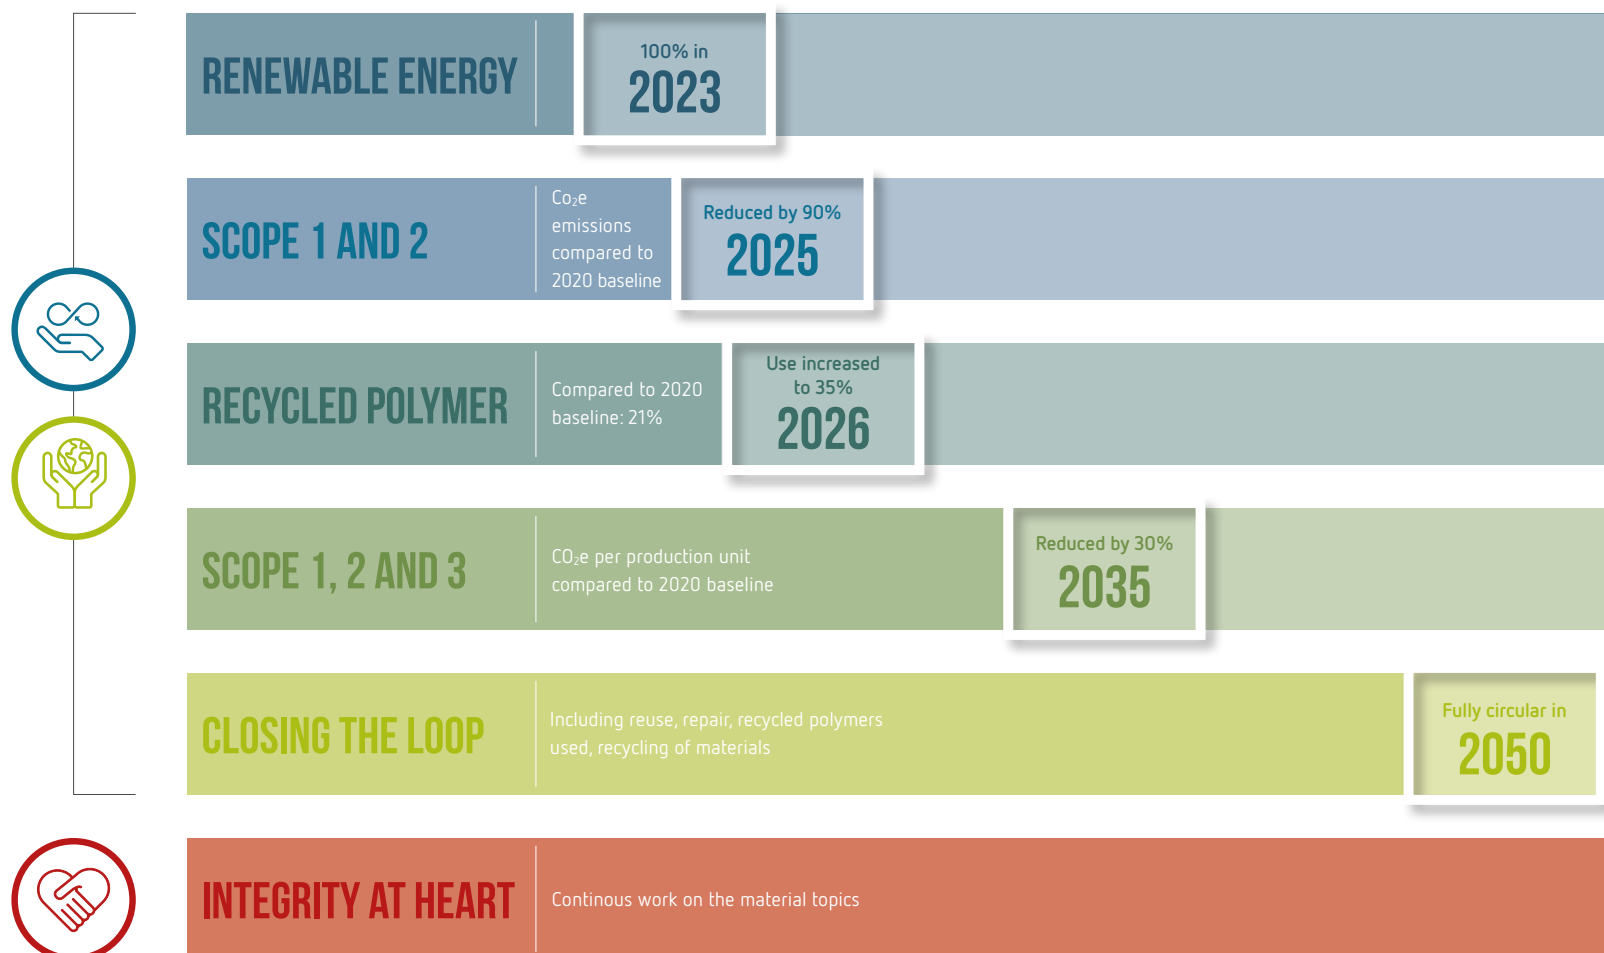 RENEWABLE ENERGY
100% in
2023
SCOPE 1 AND 2
Co₂e
emissions
compared to
2020 baseline
Reduced by 90%
2025
RECYCLED POLYMER
Compared to 2020
baseline: 21%
Use increased
to 35%
2026
SCOPE 1, 2 AND 3
CO₂e per production unit
compared to 2020 baseline
Reduced by 30%
2035
CLOSING THE LOOP
Including reuse, repair, recycled polymers
used, recycling of materials
Fully circular in
2050
INTEGRITY AT HEART
Continous work on the material topics